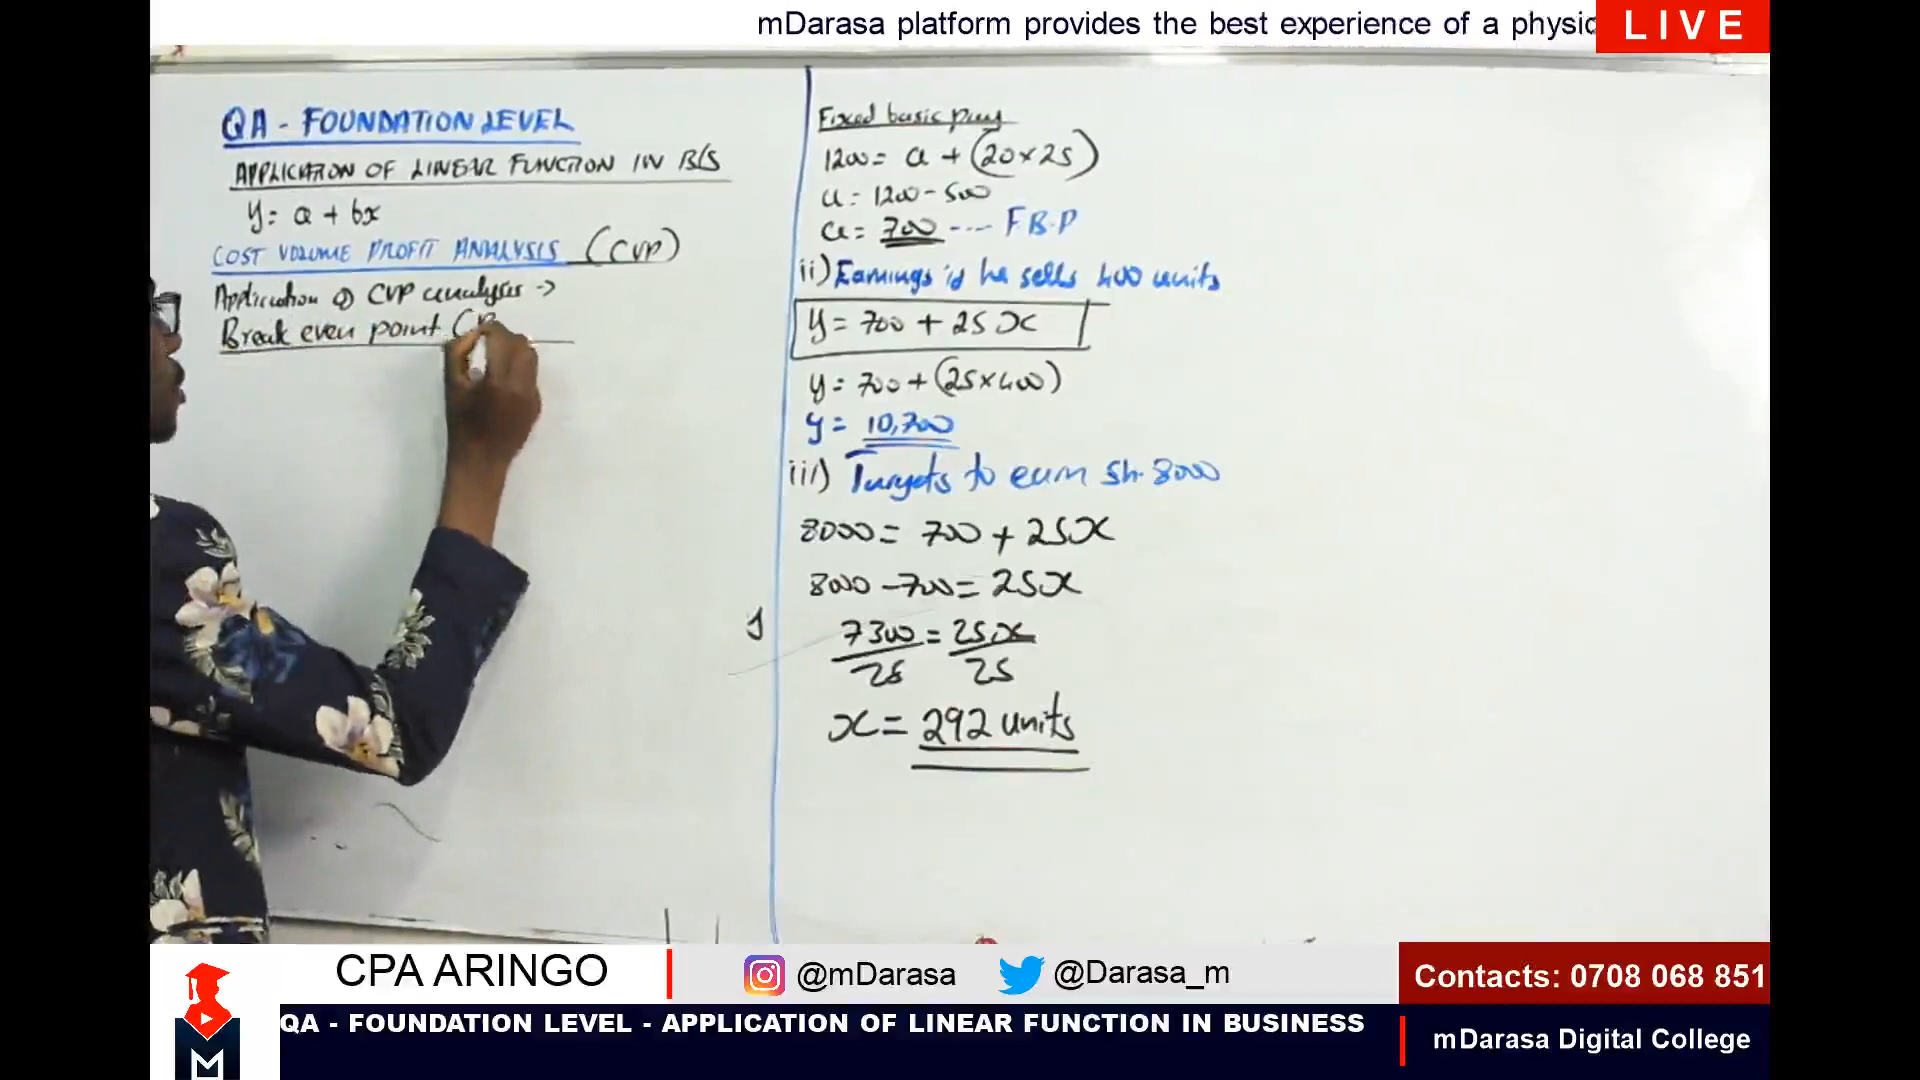 mDarasa platform provides the best experience of a physic
LIVE
QA - FOUNDATION LEVEL
APPLICATION OF LINEAR FUNCTION IN B/S
y = a + bx
COST VOLUME PROFIT ANALYSIS (CVP)
Application of CVP analysis →
Break even point (B
Fixed basic pay
1200 = a + (20×25)
a = 1200 - 500
a = 700 ---- F.B.P
ii) Earnings if he sells 400 units
y = 700 + 25x
y = 700 + (25×400)
y = 10,700
iii) Targets to earn sh. 8000
8000 = 700 + 25x
8000 - 700 = 25x
7300 = 25x
25 25
x = 292 units
CPA ARINGO
@mDarasa
@Darasa_m
Contacts: 0708 068 851
M
QA - FOUNDATION LEVEL - APPLICATION OF LINEAR FUNCTION IN BUSINESS
mDarasa Digital College